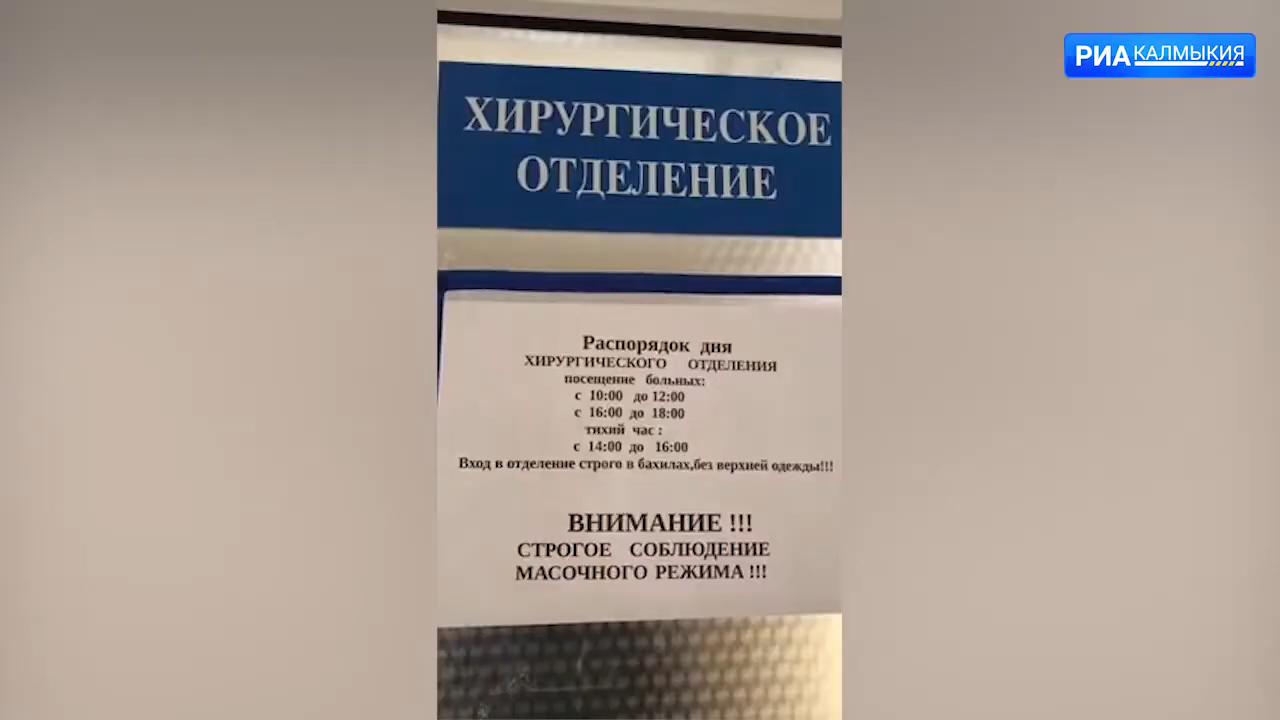 РИА КАЛМЫКИЯ
ХИРУРГИЧЕСКОЕ
ОТДЕЛЕНИЕ
Распорядок дня
ХИРУРГИЧЕСКОГО ОТДЕЛЕНИЯ
посещение больных:
с 10:00 до 12:00
с 16:00 до 18:00
тихий час :
с 14:00 до 16:00
Вход в отделение строго в бахилах,без верхней одежды!!!
ВНИМАНИЕ !!!
СТРОГОЕ СОБЛЮДЕНИЕ
МАСОЧНОГО РЕЖИМА !!!